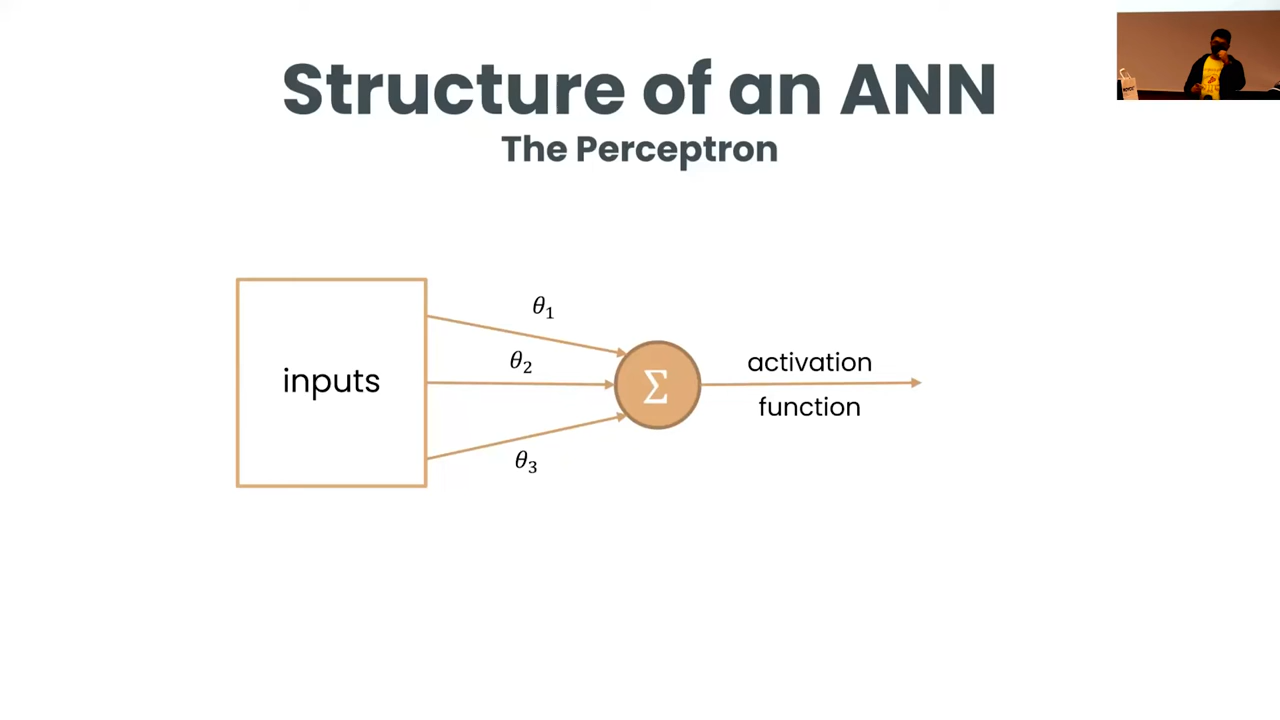 Structure of an ANN
The Perceptron
inputs
θ₁
θ₂
θ₃
Σ
activation
function